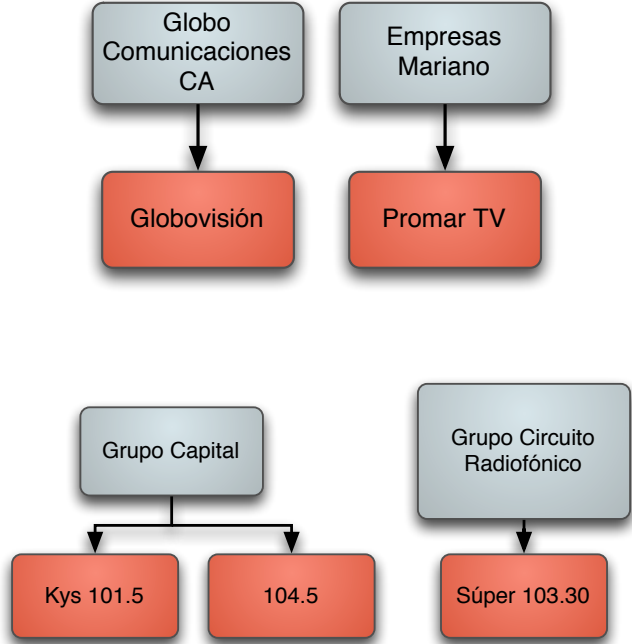 Globo
Comunicaciones
CA
Empresas
Mariano
Globovisión
Promar TV
Grupo Capital
Grupo Circuito
Radiofónico
Kys 101.5
104.5
Súper 103.30